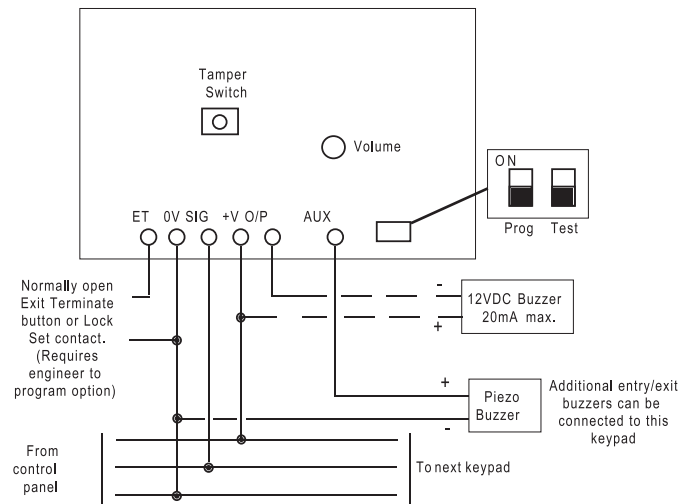 Tamper
Switch
Volume
ON
Prog Test
ET 0V SIG +V O/P AUX
Normally open
Exit Terminate
button or Lock
Set contact.
(Requires
engineer to
program option)
-
+
12VDC Buzzer
20mA max.
+
-
Piezo
Buzzer
Additional entry/exit
buzzers can be
connected to this
keypad
From
control
panel
To next keypad